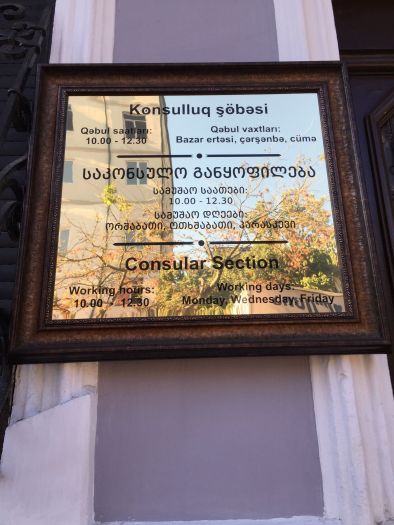 Konsulluq şöbəsi
Qəbul saatları: Qəbul vaxtları:
10.00 - 12.30 Bazar ertəsi, çərşənbə, cümə
საკონსულო განყოფილება
სამუშაო საათები:
10.00 - 12.30
სამუშაო დღეები:
ორშაბათი, ოთხშაბათი, პარასკევი
Consular Section
Working hours: Working days:
10.00 - 12.30 Monday, Wednesday, Friday